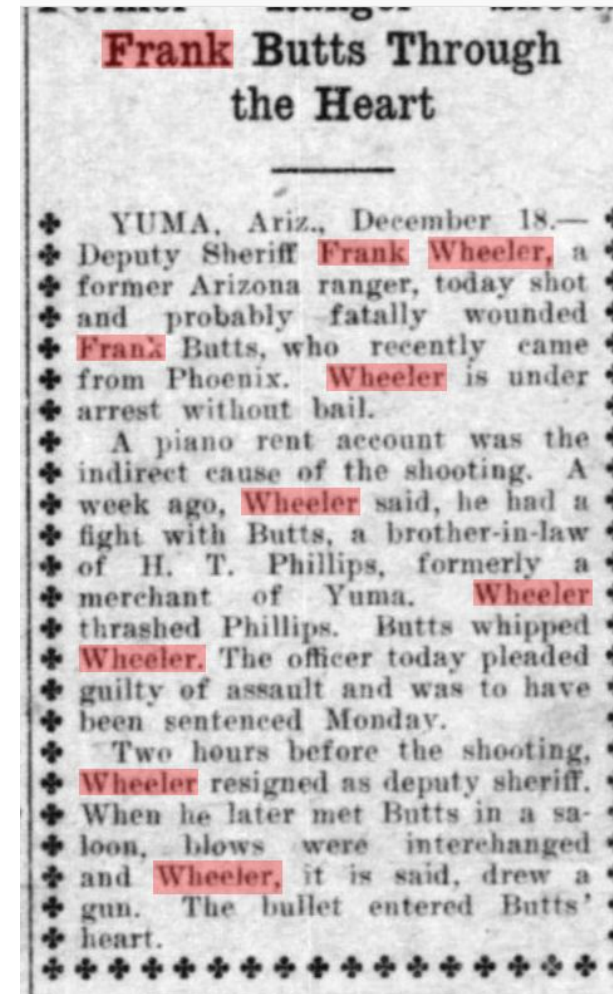 Frank Butts Through
the Heart
YUMA, Ariz., December 18.—
Deputy Sheriff Frank Wheeler, a
former Arizona ranger, today shot
and probably fatally wounded
Frank Butts, who recently came
from Phoenix. Wheeler is under
arrest without bail.
A piano rent account was the
indirect cause of the shooting. A
week ago, Wheeler said, he had a
fight with Butts, a brother-in-law
of H. T. Phillips, formerly a
merchant of Yuma. Wheeler
thrashed Phillips. Butts whipped
Wheeler. The officer today pleaded
guilty of assault and was to have
been sentenced Monday.
Two hours before the shooting,
Wheeler resigned as deputy sheriff.
When he later met Butts in a sa-
loon, blows were interchanged
and Wheeler, it is said, drew a
gun. The bullet entered Butts'
heart.